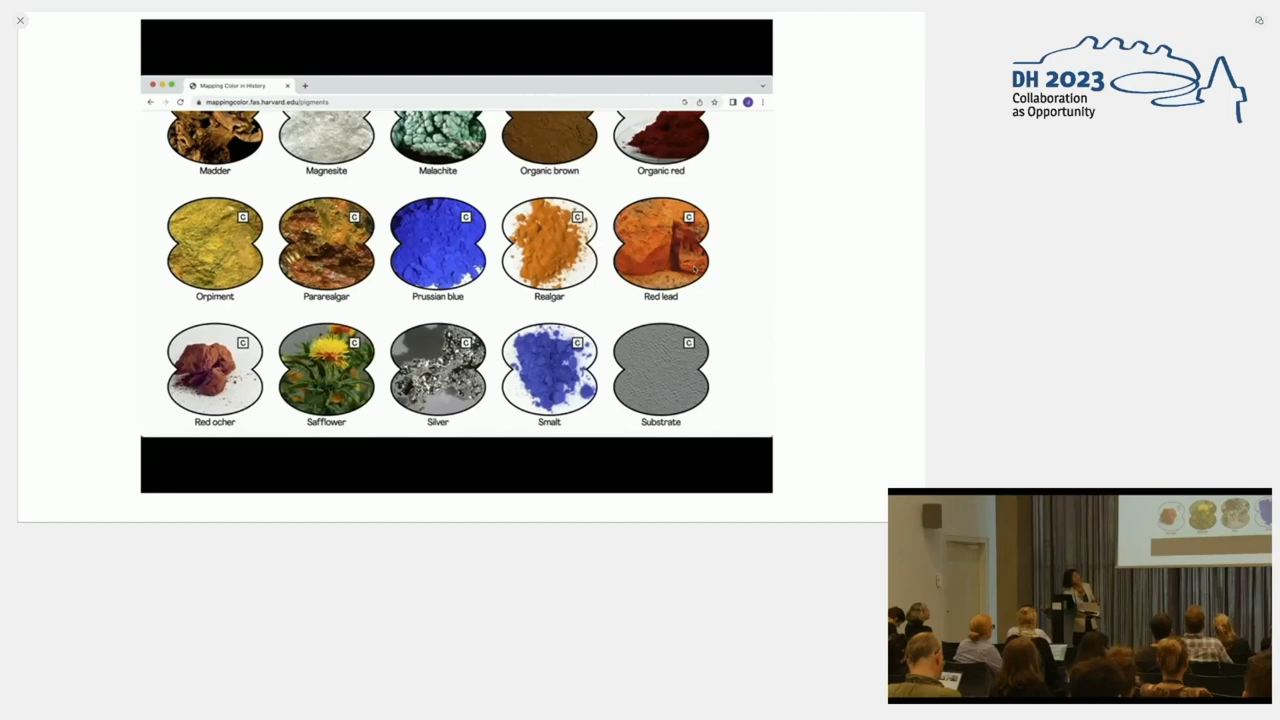 Mapping Color in History
mappingcolor.fas.harvard.edu/pigments
Madder
Magnesite
Malachite
Organic brown
Organic red
C
C
C
C
C
Orpiment
Pararealgar
Prussian blue
Realgar
Red lead
C
C
C
C
C
Red ocher
Safflower
Silver
Smalt
Substrate
DH 2023
Collaboration
as Opportunity